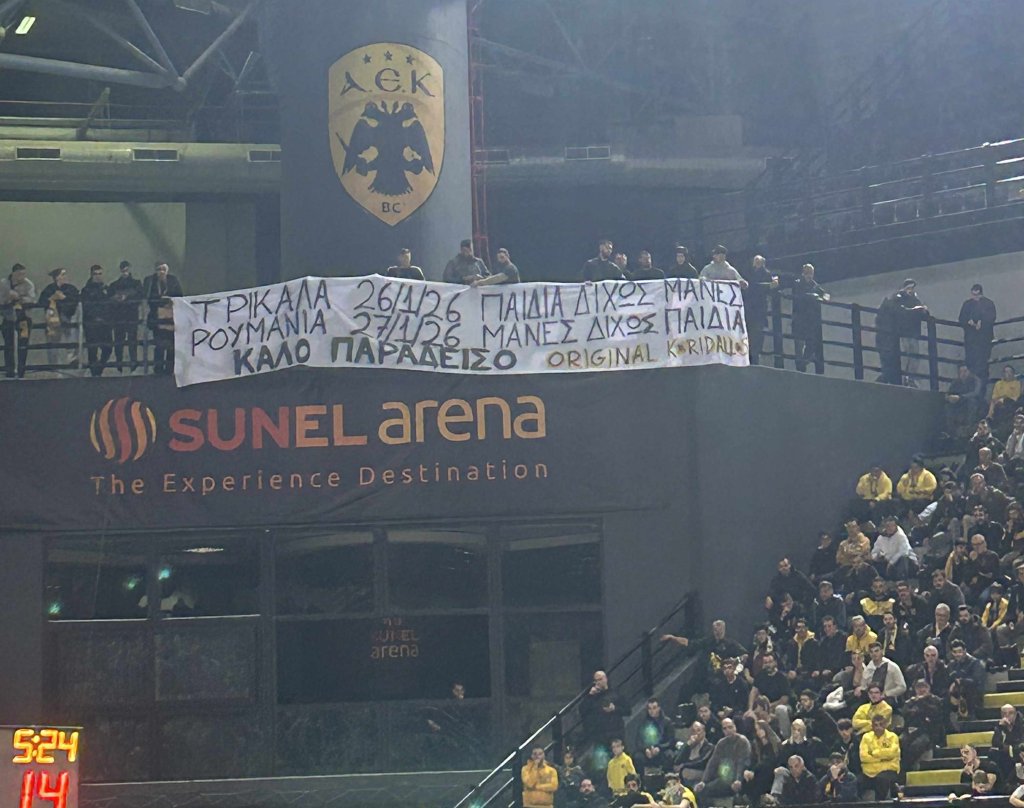 Α.Ε.Κ
BC
ΤΡΙΚΑΛΑ 26/1/26 ΠΑΙΔΙΑ ΔΙΧΩΣ ΜΑΝΕΣ
ΡΟΥΜΑΝΙΑ 27/1/26 ΜΑΝΕΣ ΔΙΧΩΣ ΠΑΙΔΙΑ
ΚΑΛΟ ΠΑΡΑΔΕΙΣΟ ORIGINAL KORIDALLOS
SUNEL arena
The Experience Destination
SUNEL
arena
5:24
14